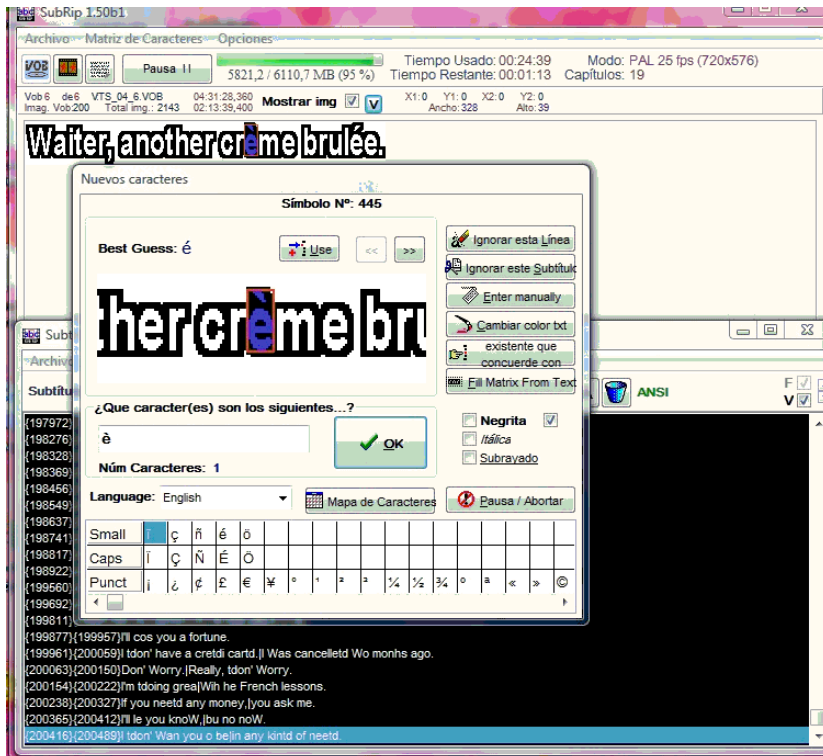 SubRip 1.50b1
Archivo Matriz de Caracteres Opciones
VOB
Pausa II
5821,2 / 6110,7 MB (95 %)
Tiempo Usado: 00:24:39 Modo: PAL 25 fps (720x576)
Tiempo Restante: 00:01:13 Capítulos: 19
Vob 6 de6 VTS_04_6.VOB 04:31:28,360 Mostrar img V X1: 0 Y1: 0 X2: 0 Y2: 0
Imag. Vob:200 Total img.: 2143 02:13:39,400 Ancho: 328 Alto: 39
Waiter, another crème brulée.
Nuevos caracteres
Símbolo Nº: 445
Best Guess: é
Use
<<
>>
ther crème bru
Ignorar esta Línea
Ignorar este Subtítulo
Enter manually
Cambiar color txt
existente que
concuerde con
Fill Matrix From Text
¿Que caracter(es) son los siguientes...?
è
OK
Núm Caracteres: 1
Negrita
Itálica
Subrayado
Language: English
Mapa de Caracteres
Pausa / Abortar
Small ï ç ñ é ö
Caps Ï Ç Ñ É Ö
Punct ¡ ¿ ¢ £ € ¥ ° ¹ ² ³ ¼ ½ ¾ º ª « » ©
Subt
Archivo
Subtítu
ANSI
F
V
{197972}
{198276}
{198328}
{198369}
{198456}
{198549}
{198637}
{198741}
{198817}
{198922}
{199560}
{199692}
{199811}
{199877}{199957}I'll cos you a fortune.
{199961}{200059}I tdon' have a cretdi cartd.|I Was cancelletd Wo monhs ago.
{200063}{200150}Don' Worry.|Really, tdon' Worry.
{200154}{200222}I'm tdoing grea|Wih he French lessons.
{200238}{200327}If you neetd any money,|you ask me.
{200365}{200412}I'll le you knoW,|bu no noW.
{200416}{200489}I tdon' Wan you o be|in any kintd of neetd.